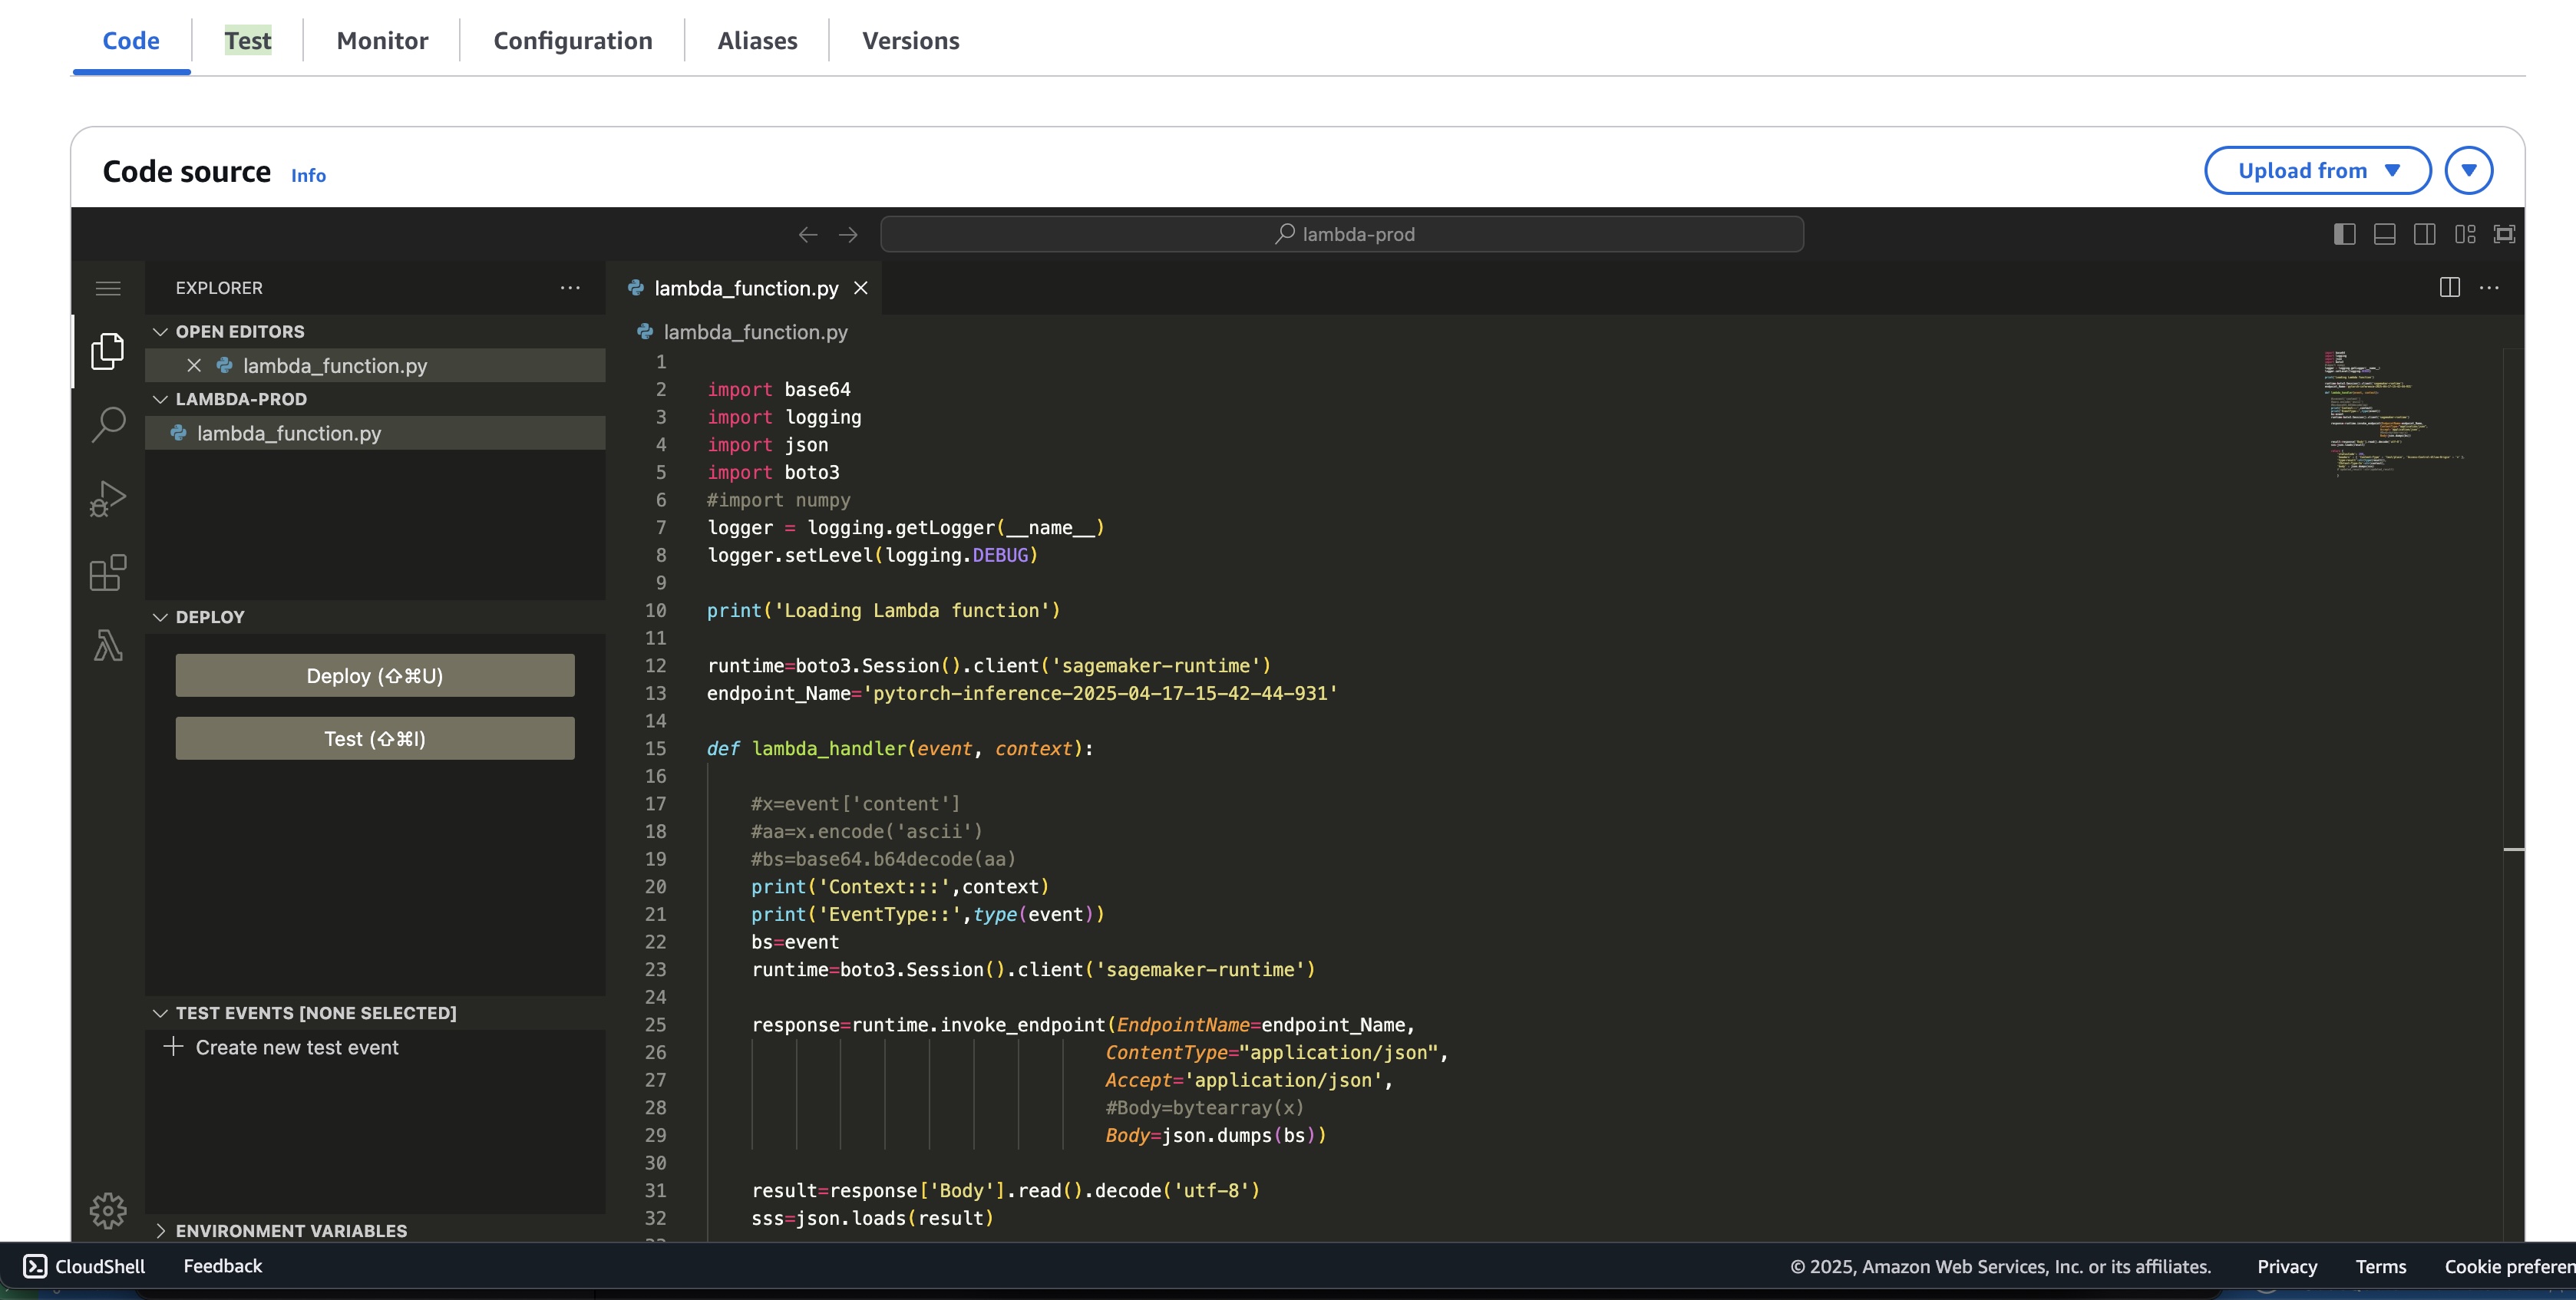 Code Test Monitor Configuration Aliases Versions
Code source Info Upload from
lambda-prod
EXPLORER
OPEN EDITORS
lambda_function.py
LAMBDA-PROD
lambda_function.py
DEPLOY
Deploy (⇧⌘U)
Test (⇧⌘I)
TEST EVENTS [NONE SELECTED]
Create new test event
ENVIRONMENT VARIABLES
lambda_function.py
lambda_function.py
1
2 import base64
3 import logging
4 import json
5 import boto3
6 #import numpy
7 logger = logging.getLogger(__name__)
8 logger.setLevel(logging.DEBUG)
9
10 print('Loading Lambda function')
11
12 runtime=boto3.Session().client('sagemaker-runtime')
13 endpoint_Name='pytorch-inference-2025-04-17-15-42-44-931'
14
15 def lambda_handler(event, context):
16
17 #x=event['content']
18 #aa=x.encode('ascii')
19 #bs=base64.b64decode(aa)
20 print('Context:::',context)
21 print('EventType::',type(event))
22 bs=event
23 runtime=boto3.Session().client('sagemaker-runtime')
24
25 response=runtime.invoke_endpoint(EndpointName=endpoint_Name,
26 ContentType="application/json",
27 Accept='application/json',
28 #Body=bytearray(x)
29 Body=json.dumps(bs))
30
31 result=response['Body'].read().decode('utf-8')
32 sss=json.loads(result)
CloudShell Feedback © 2025, Amazon Web Services, Inc. or its affiliates. Privacy Terms Cookie preferen